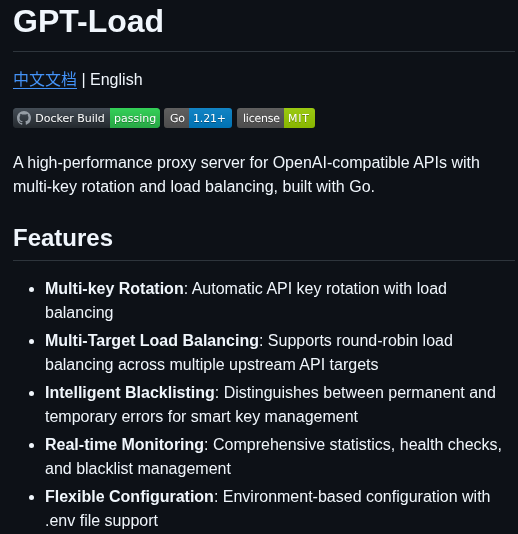 GPT-Load
中文文档 | English
Docker Build passing Go 1.21+ license MIT
A high-performance proxy server for OpenAI-compatible APIs with
multi-key rotation and load balancing, built with Go.
Features
• Multi-key Rotation: Automatic API key rotation with load
balancing
• Multi-Target Load Balancing: Supports round-robin load
balancing across multiple upstream API targets
• Intelligent Blacklisting: Distinguishes between permanent and
temporary errors for smart key management
• Real-time Monitoring: Comprehensive statistics, health checks,
and blacklist management
• Flexible Configuration: Environment-based configuration with
.env file support